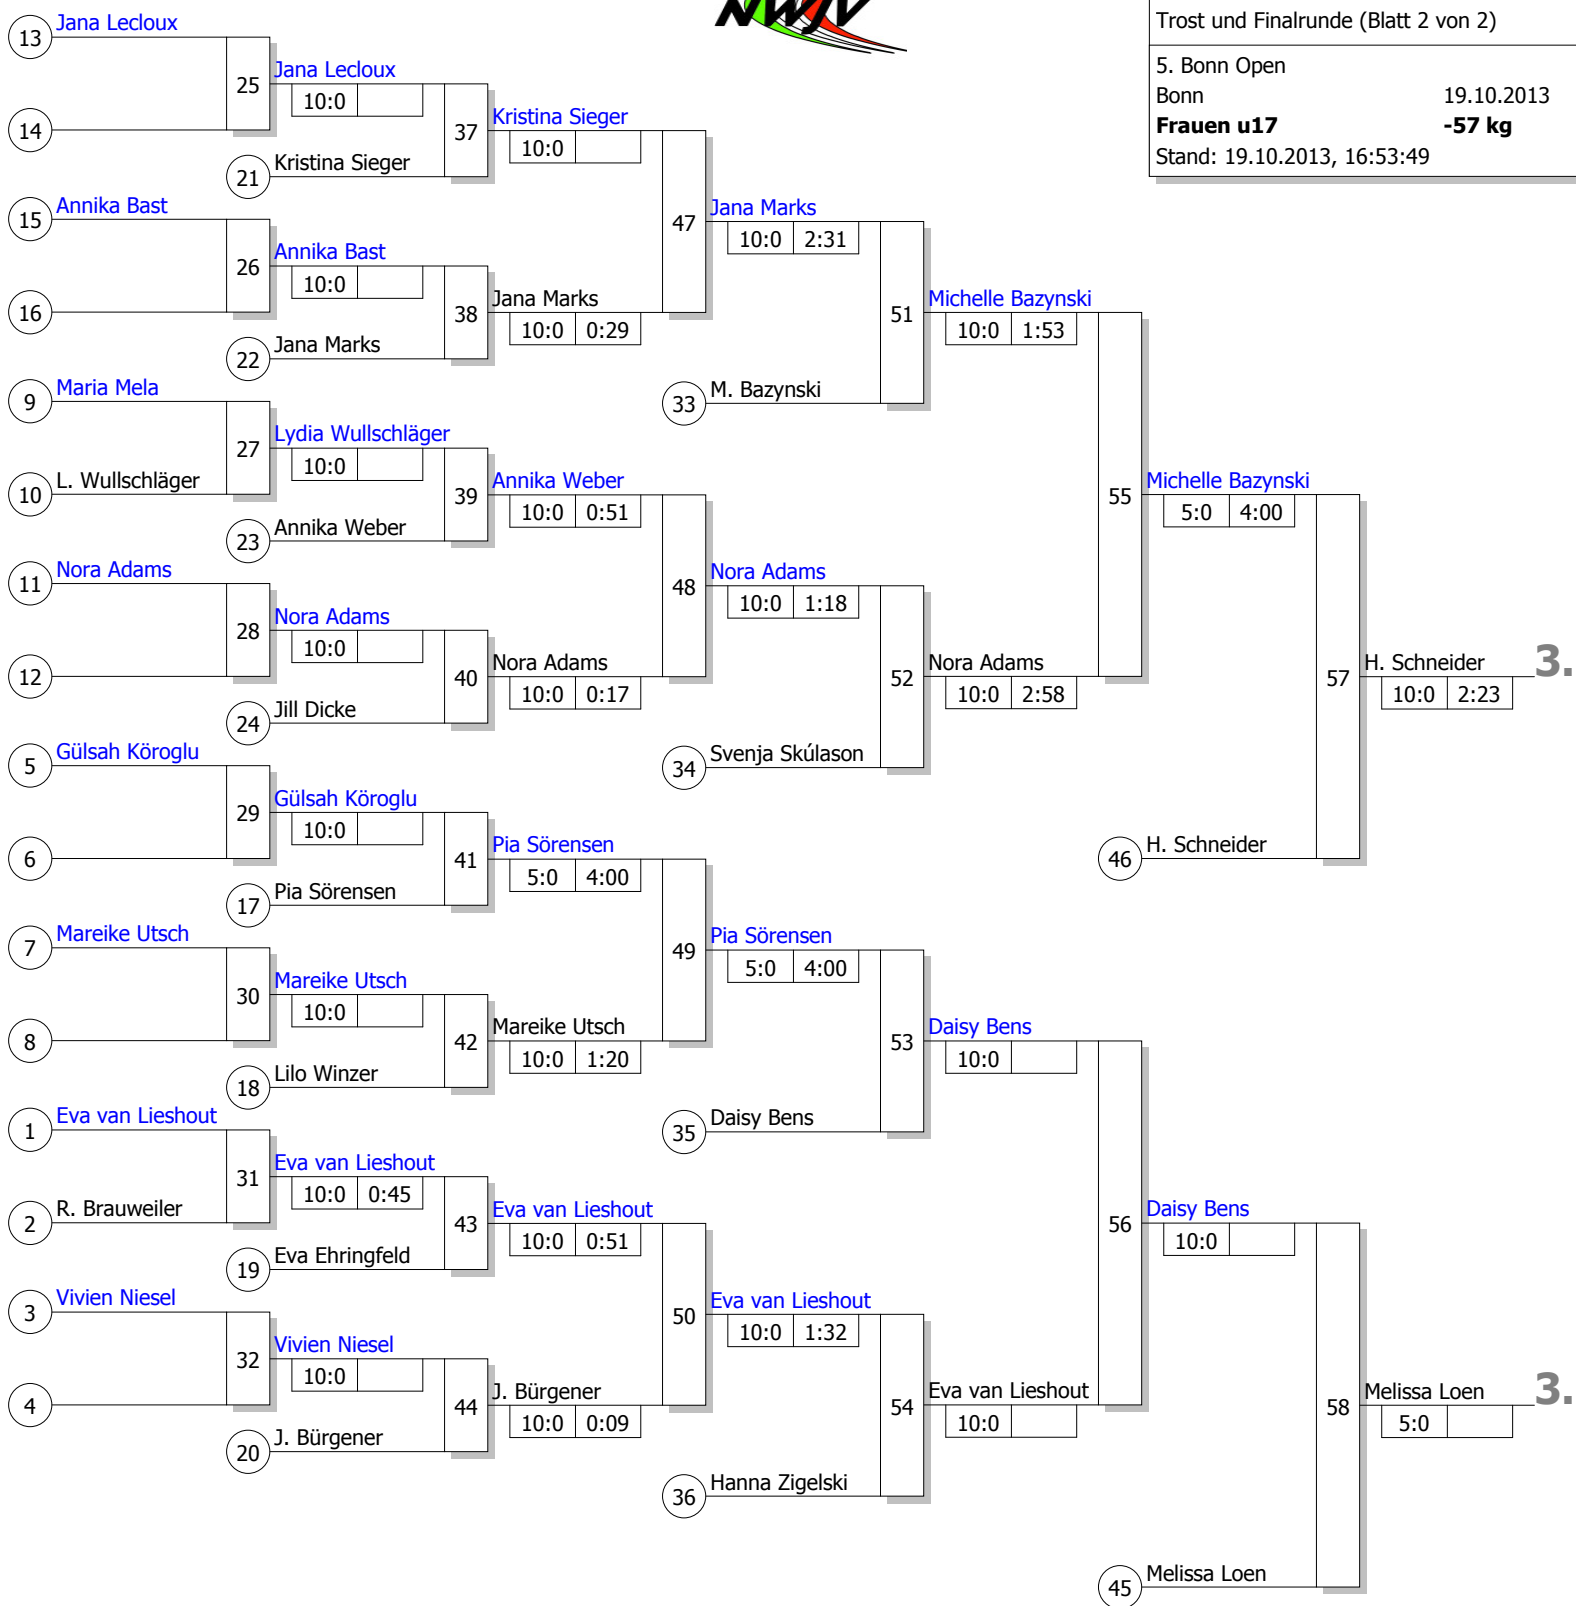 NWJV
Trost und Finalrunde (Blatt 2 von 2)
5. Bonn Open
Bonn 19.10.2013
Frauen u17 -57 kg
Stand: 19.10.2013, 16:53:49
13 Jana Lecloux
25 Jana Lecloux
10:0
14
37 Kristina Sieger
10:0
21 Kristina Sieger
15 Annika Bast
47 Jana Marks
10:0 2:31
26 Annika Bast
10:0
16
38 Jana Marks
10:0 0:29
22 Jana Marks
51 Michelle Bazynski
10:0 1:53
9 Maria Mela
33 M. Bazynski
27 Lydia Wullschläger
10:0
10 L. Wullschläger
39 Annika Weber
10:0 0:51
23 Annika Weber
55 Michelle Bazynski
5:0 4:00
11 Nora Adams
48 Nora Adams
10:0 1:18
28 Nora Adams
10:0
12
40 Nora Adams
10:0 0:17
24 Jill Dicke
52 Nora Adams
10:0 2:58
57 H. Schneider 3.
10:0 2:23
5 Gülsah Köroglu
34 Svenja Skúlason
29 Gülsah Köroglu
10:0
6
41 Pia Sörensen
5:0 4:00
46 H. Schneider
17 Pia Sörensen
7 Mareike Utsch
49 Pia Sörensen
5:0 4:00
30 Mareike Utsch
10:0
8
42 Mareike Utsch
10:0 1:20
18 Lilo Winzer
53 Daisy Bens
10:0
1 Eva van Lieshout
35 Daisy Bens
31 Eva van Lieshout
10:0 0:45
2 R. Brauweiler
43 Eva van Lieshout
10:0 0:51
19 Eva Ehringfeld
56 Daisy Bens
10:0
3 Vivien Niesel
50 Eva van Lieshout
10:0 1:32
32 Vivien Niesel
10:0
4
44 J. Bürgener
10:0 0:09
20 J. Bürgener
54 Eva van Lieshout
10:0
58 Melissa Loen 3.
5:0
36 Hanna Zigelski
45 Melissa Loen